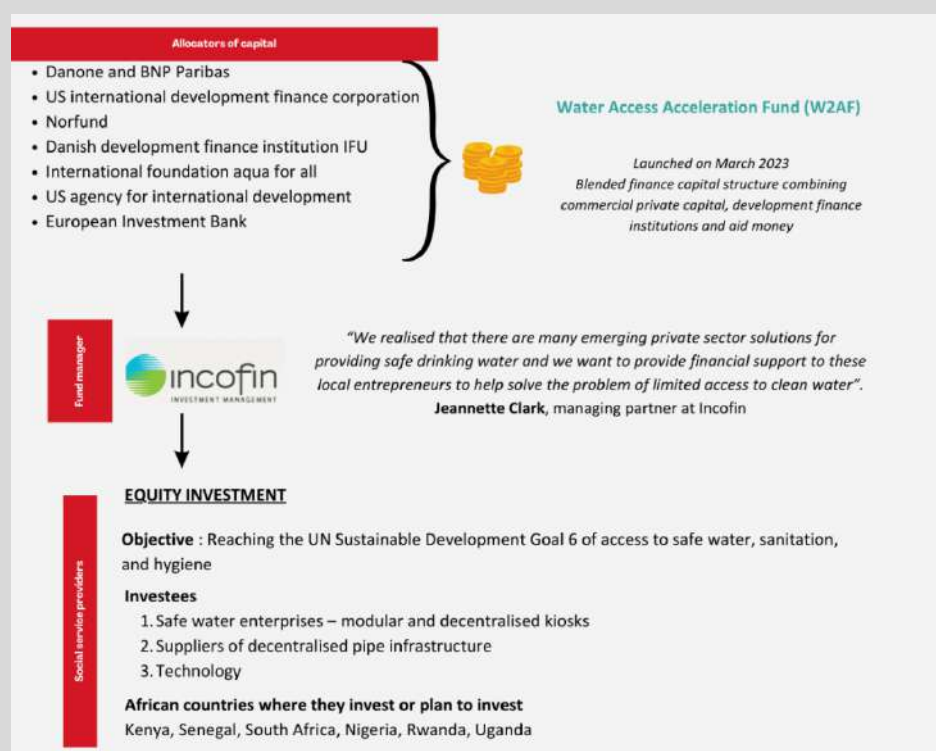 Allocators of capital
• Danone and BNP Paribas
• US international development finance corporation
• Norfund
• Danish development finance institution IFU
• International foundation aqua for all
• US agency for international development
• European Investment Bank
Water Access Acceleration Fund (W2AF)
Launched on March 2023
Blended finance capital structure combining
commercial private capital, development finance
institutions and aid money
Fund manager
incofin
INVESTMENT MANAGEMENT
“We realised that there are many emerging private sector solutions for
providing safe drinking water and we want to provide financial support to these
local entrepreneurs to help solve the problem of limited access to clean water”.
Jeannette Clark, managing partner at Incofin
Social service providers
EQUITY INVESTMENT
Objective : Reaching the UN Sustainable Development Goal 6 of access to safe water, sanitation,
and hygiene
Investees
1. Safe water enterprises – modular and decentralised kiosks
2. Suppliers of decentralised pipe infrastructure
3. Technology
African countries where they invest or plan to invest
Kenya, Senegal, South Africa, Nigeria, Rwanda, Uganda